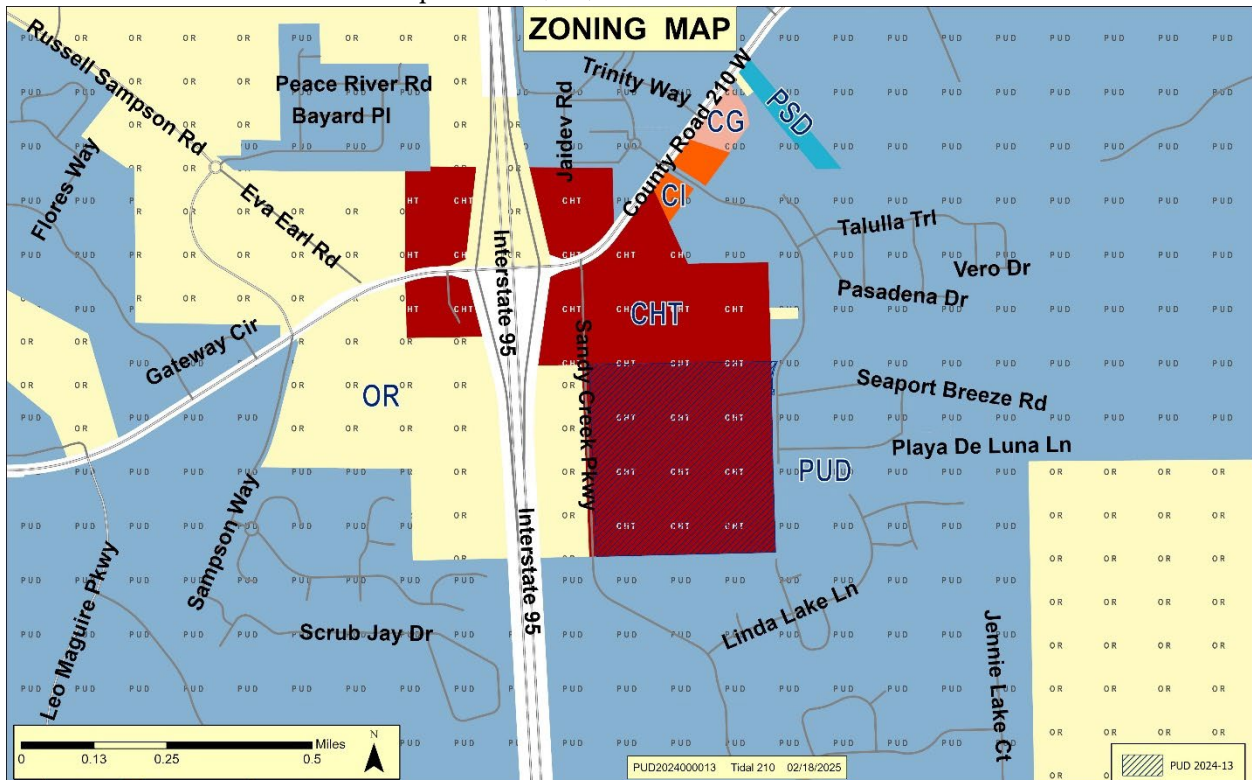 ZONING MAP
Russell Sampson Rd
Peace River Rd
Bayard Pl
Flores Way
Eva Earl Rd
Gateway Cir
Interstate 95
Jaidev Rd
Trinity Way
County Road 210 W
CG
PSD
CI
Talulla Trl
Vero Dr
Pasadena Dr
CHT
Sandy Creek Pkwy
OR
Seaport Breeze Rd
Playa De Luna Ln
PUD
Interstate 95
Sampson Way
Leo Maguire Pkwy
Scrub Jay Dr
Linda Lake Ln
Jennie Lake Ct
Miles
0 0.13 0.25 0.5
N
PUD2024000013 Tidal 210 02/18/2025
PUD 2024-13